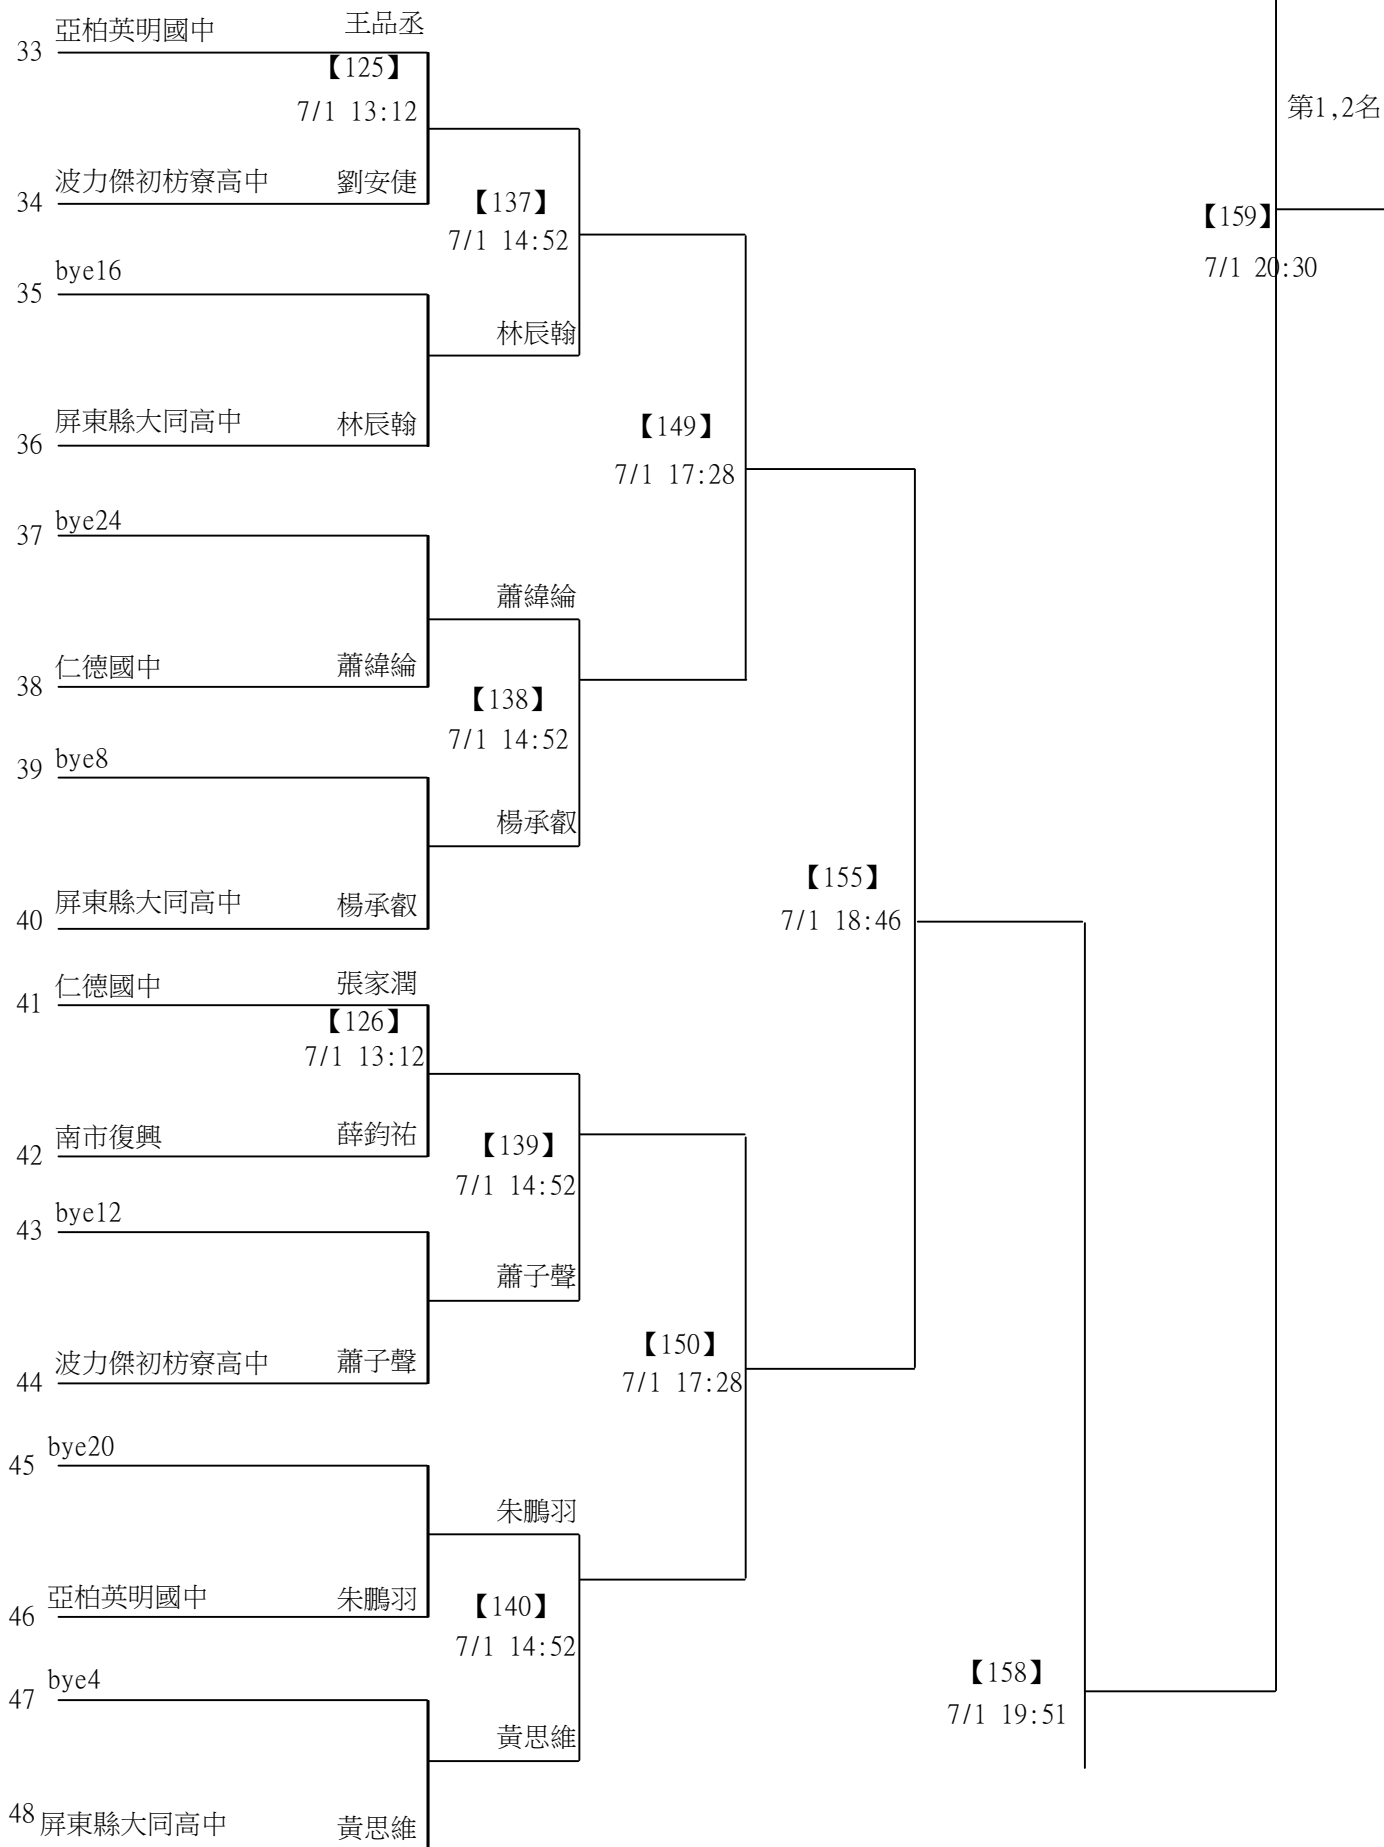 33 亞柏英明國中 王品丞
【125】
7/1 13:12
第1,2名
34 波力傑初枋寮高中 劉安倢
【137】
7/1 14:52
【159】
7/1 20:30
35 bye16
林辰翰
36 屏東縣大同高中 林辰翰
【149】
7/1 17:28
37 bye24
蕭緯綸
38 仁德國中 蕭緯綸
【138】
7/1 14:52
39 bye8
楊承叡
40 屏東縣大同高中 楊承叡
【155】
7/1 18:46
41 仁德國中 張家潤
【126】
7/1 13:12
42 南市復興 薛鈞祐
【139】
7/1 14:52
43 bye12
蕭子聲
44 波力傑初枋寮高中 蕭子聲
【150】
7/1 17:28
45 bye20
朱鵬羽
46 亞柏英明國中 朱鵬羽
【140】
7/1 14:52
47 bye4
【158】
7/1 19:51
黃思維
48 屏東縣大同高中 黃思維